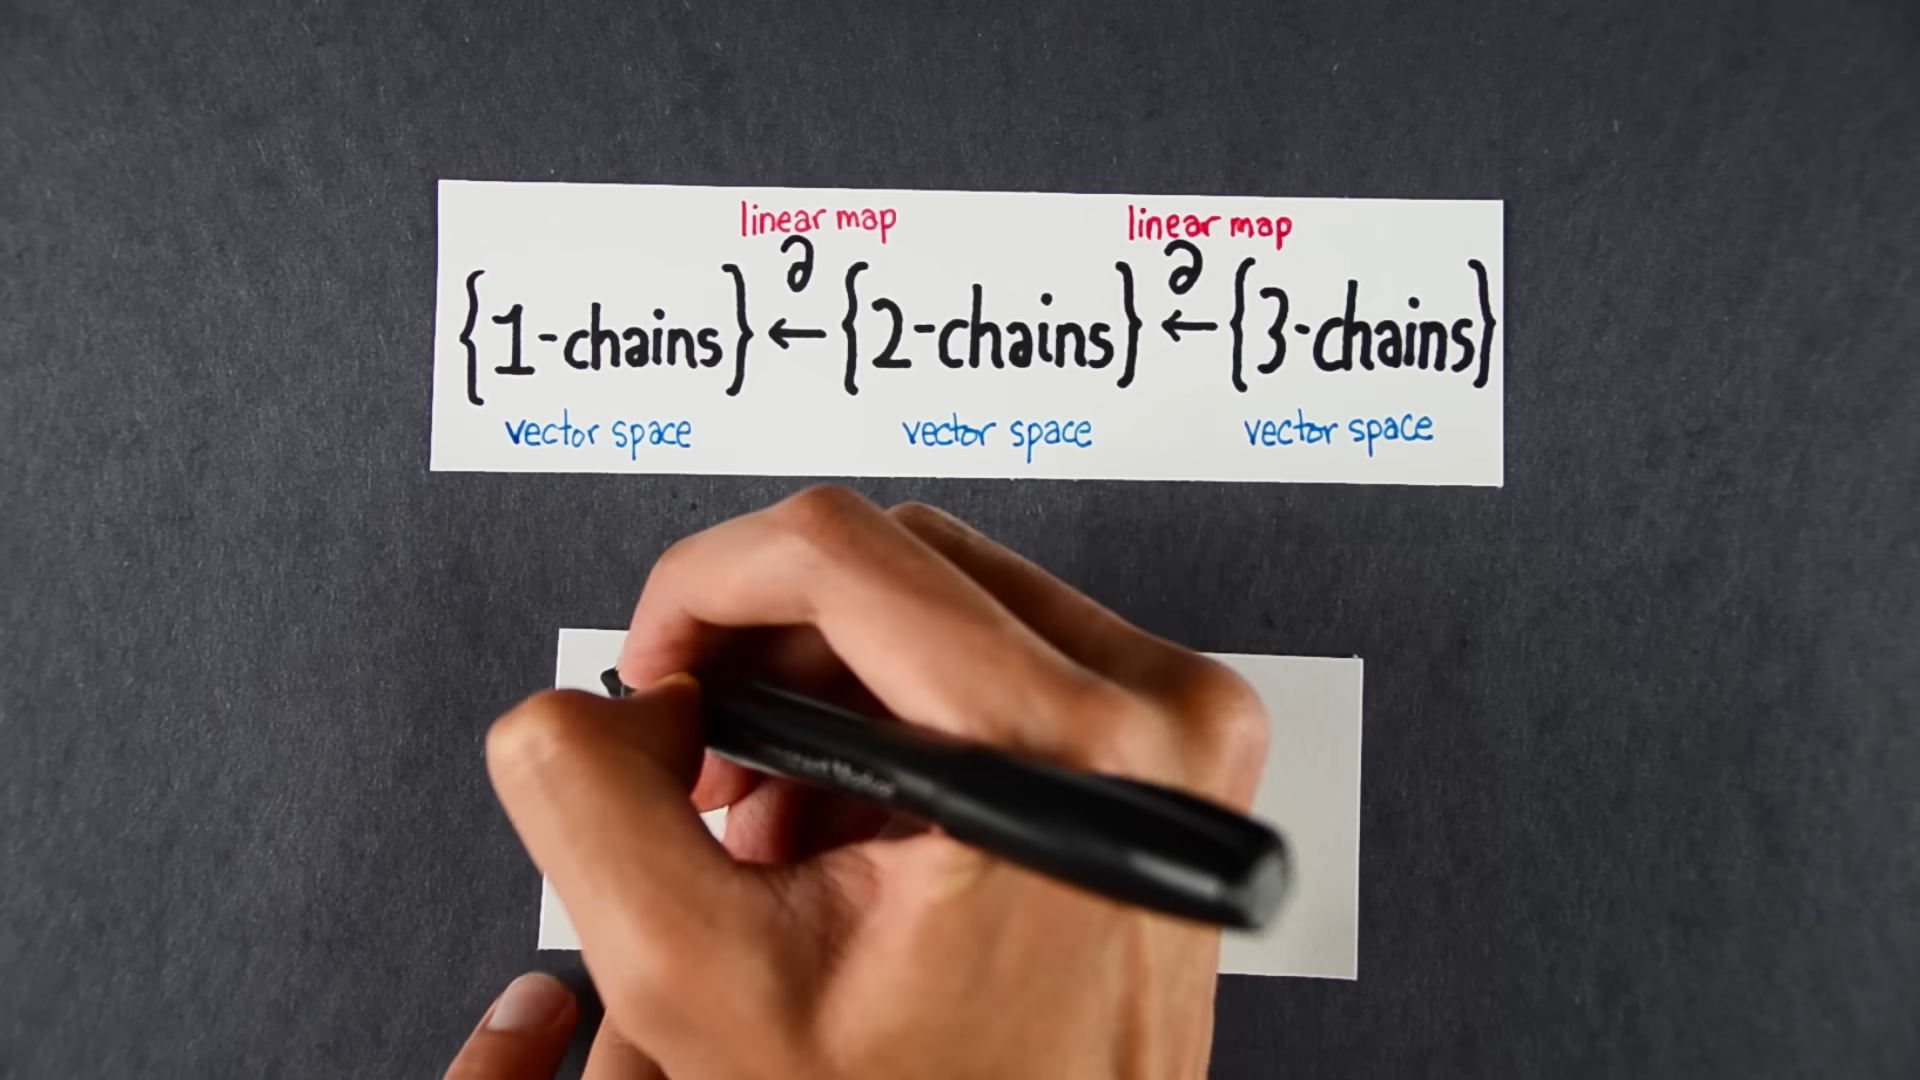 linear map linear map
∂ ∂
{1-chains} ← {2-chains} ← {3-chains}
vector space vector space vector space